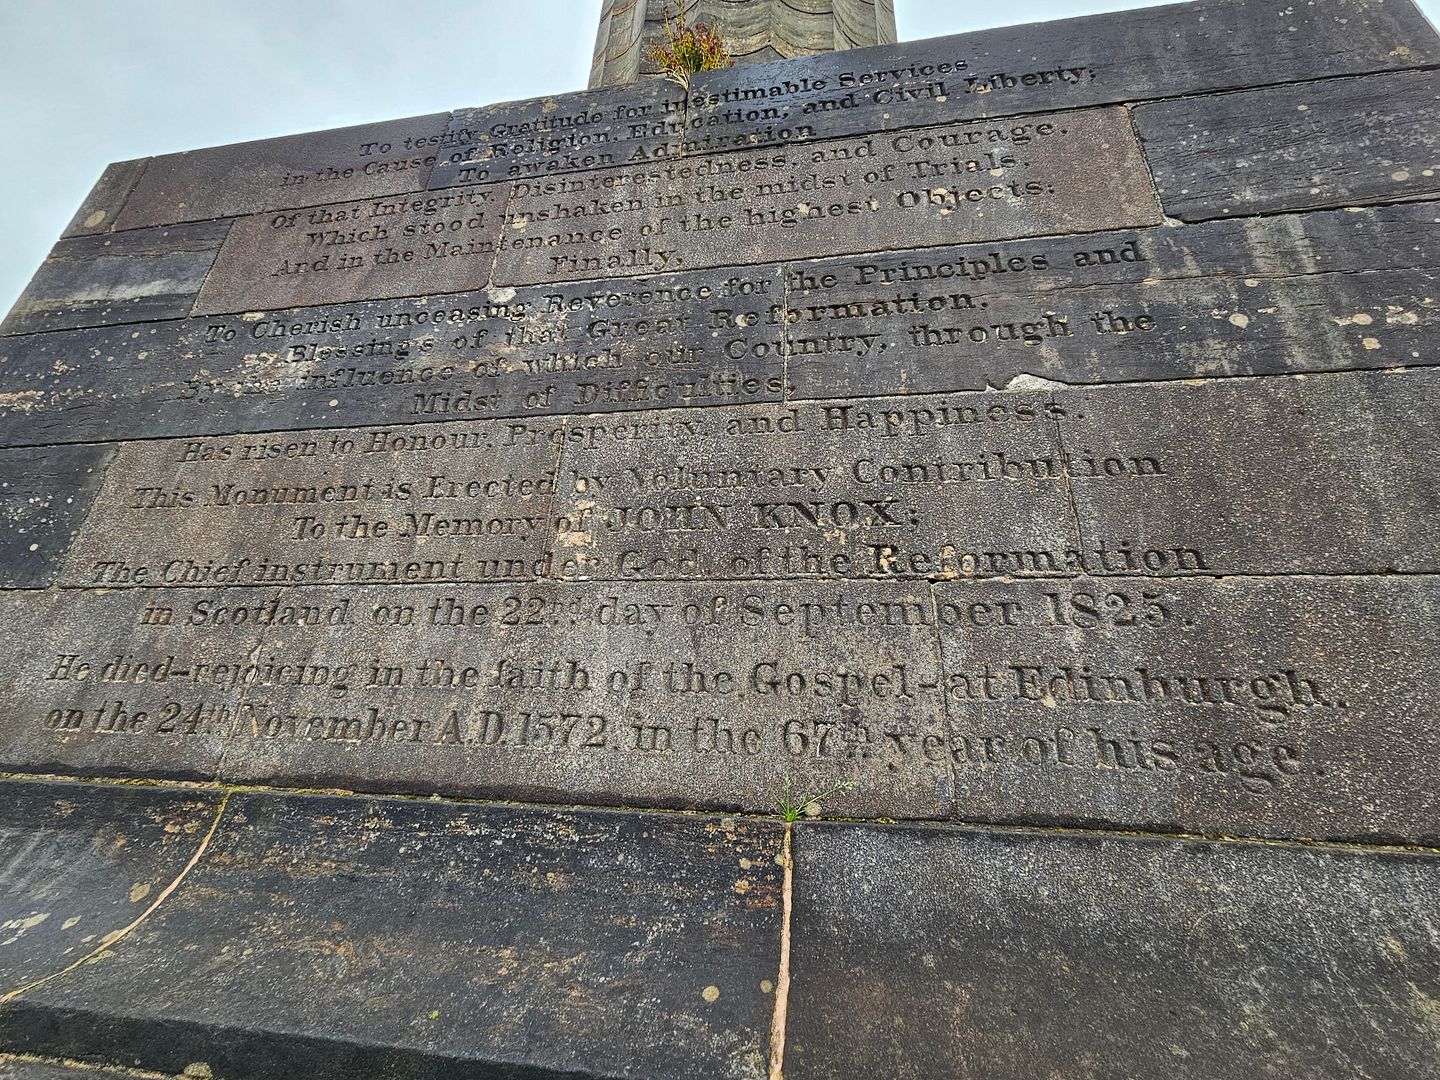 To testify Gratitude for inestimable Services
in the Cause of Religion, Education, and Civil Liberty;
To awaken Admiration
Of that Integrity, Disinterestedness, and Courage,
Which stood unshaken in the midst of Trials,
And in the Maintenance of the highest Objects;
Finally,
To Cherish unceasing Reverence for the Principles and
Blessings of that Great Reformation,
By the influence of which our Country, through the
Midst of Difficulties,
Has risen to Honour, Prosperity and Happiness.
This Monument is Erected by Voluntary Contribution
To the Memory of JOHN KNOX;
The Chief instrument under God, of the Reformation
in Scotland, on the 22nd day of September 1825.
He died-rejoicing in the faith of the Gospel-at Edinburgh,
on the 24th November A.D. 1572, in the 67th year of his age.